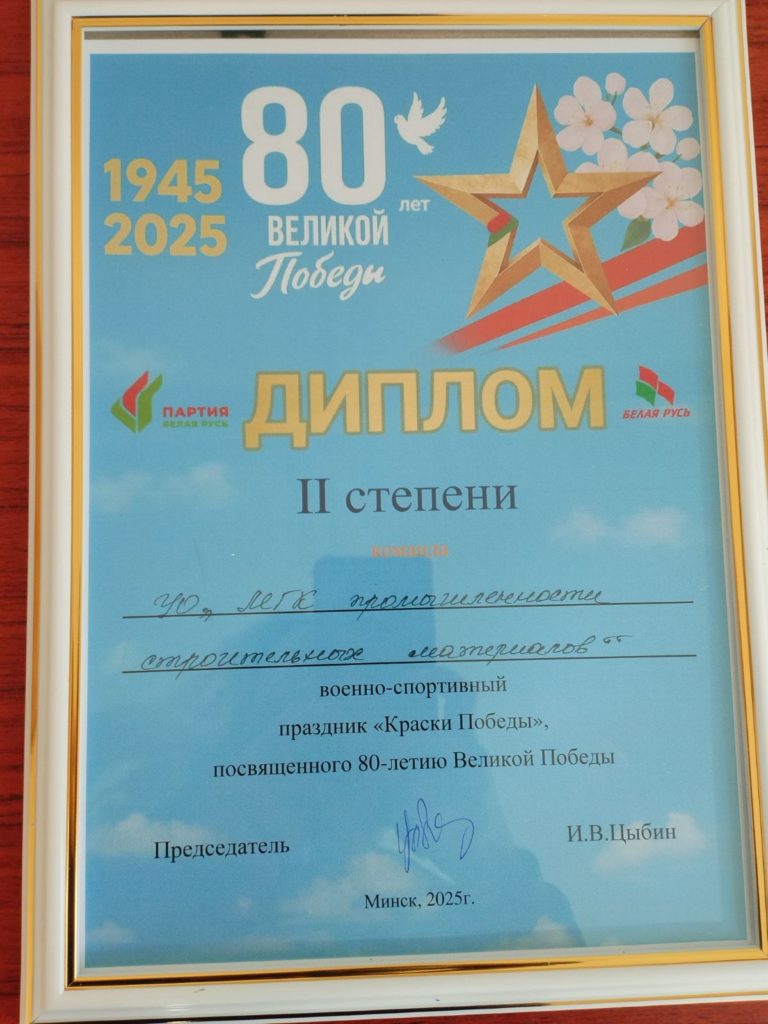 1945
2025
80 лет
ВЕЛИКОЙ
Победы
ПАРТИЯ
БЕЛАЯ РУСЬ
ДИПЛОМ
БЕЛАЯ РУСЬ
II степени
команда
УО „МГК промышленности
строительных материалов"
военно-спортивный
праздник «Краски Победы»,
посвященного 80-летию Великой Победы
Председатель
И.В.Цыбин
Минск, 2025г.